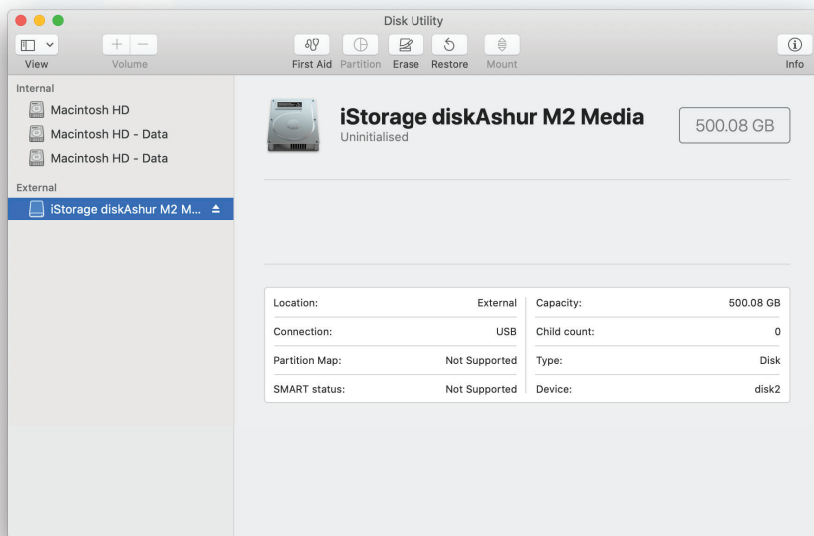 Disk Utility
View
Volume
First Aid Partition Erase Restore Mount
Info
Internal
Macintosh HD
Macintosh HD - Data
Macintosh HD - Data
External
iStorage diskAshur M2 M...
iStorage diskAshur M2 Media
Uninitialised
500.08 GB
Location: External
Capacity: 500.08 GB
Connection: USB
Child count: 0
Partition Map: Not Supported
Type: Disk
SMART status: Not Supported
Device: disk2